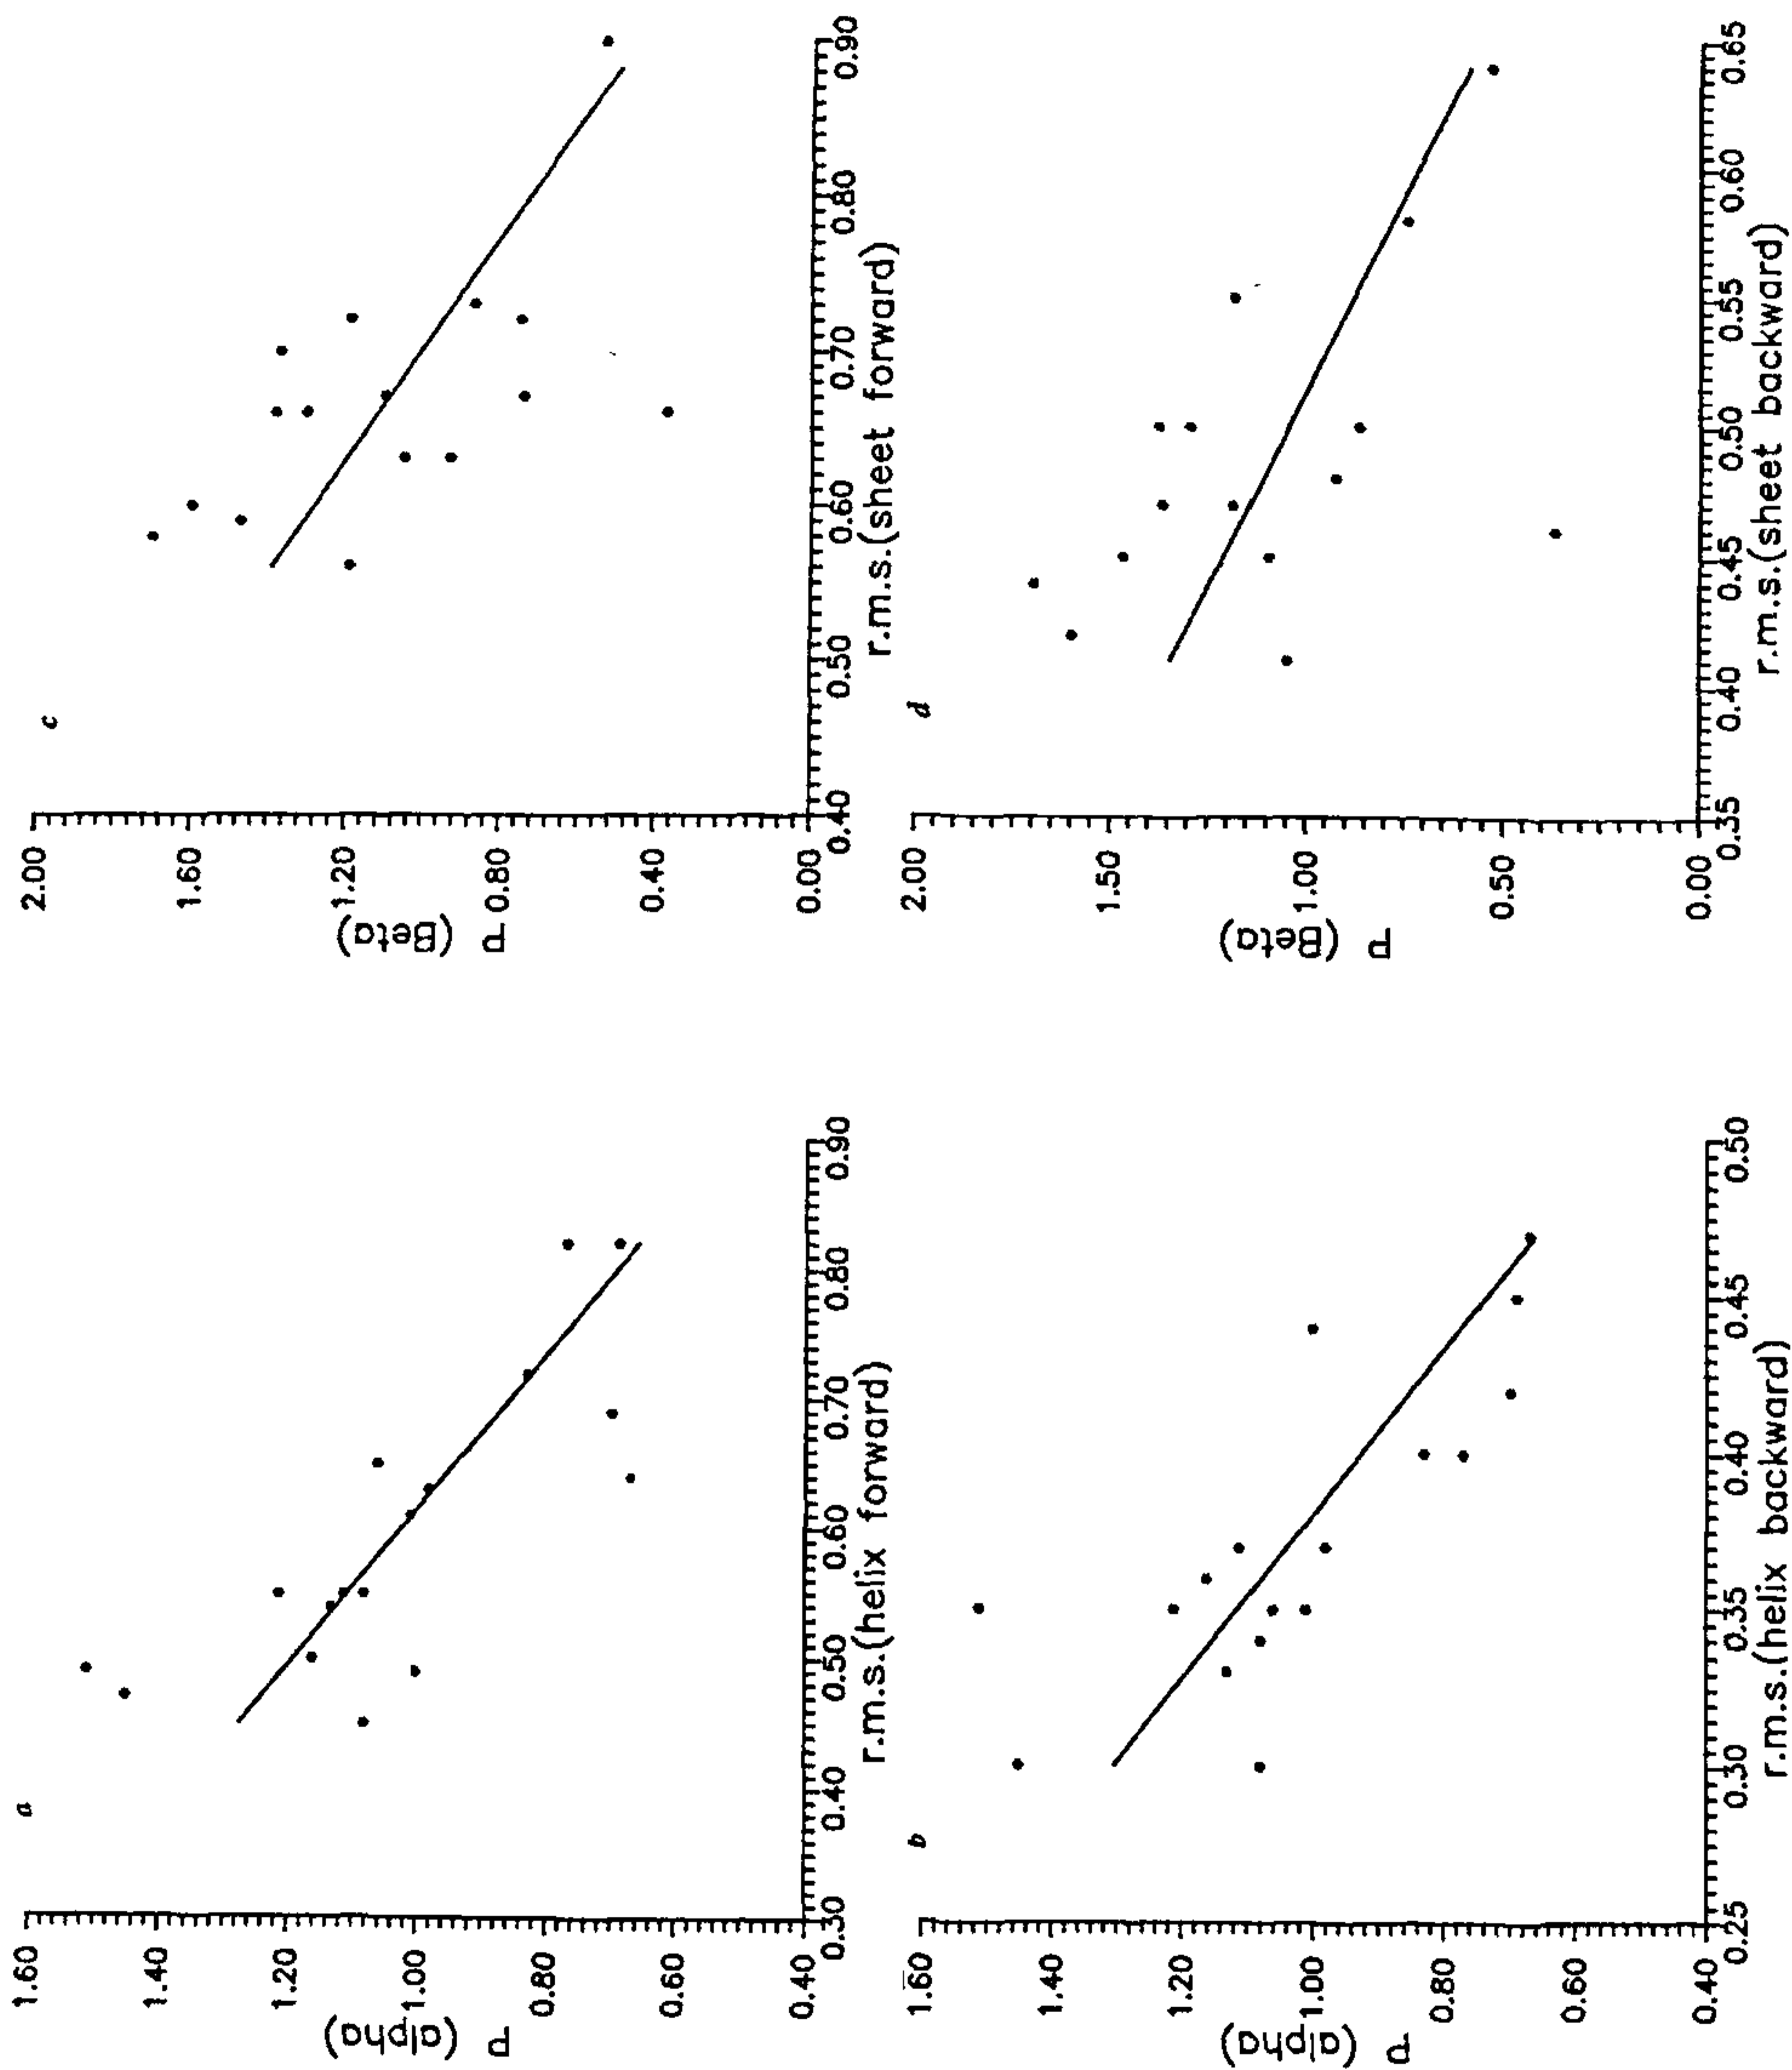 a
1.60
1.40
1.20
1.00
0.80
0.60
0.40
P
(alpha)
0.30 0.40 0.50 0.60 0.70 0.80 0.90
r.m.s.(helix forward)
b
1.60
1.40
1.20
1.00
0.80
0.60
0.40
P
(alpha)
0.25 0.30 0.35 0.40 0.45 0.50
r.m.s.(helix backward)
c
2.00
1.60
1.20
0.80
0.40
0.00
P
(Beta)
0.40 0.50 0.60 0.70 0.80 0.90
r.m.s.(sheet forward)
d
2.00
1.50
1.00
0.50
0.00
P
(Beta)
0.35 0.40 0.45 0.50 0.55 0.60 0.65
r.m.s.(sheet backward)